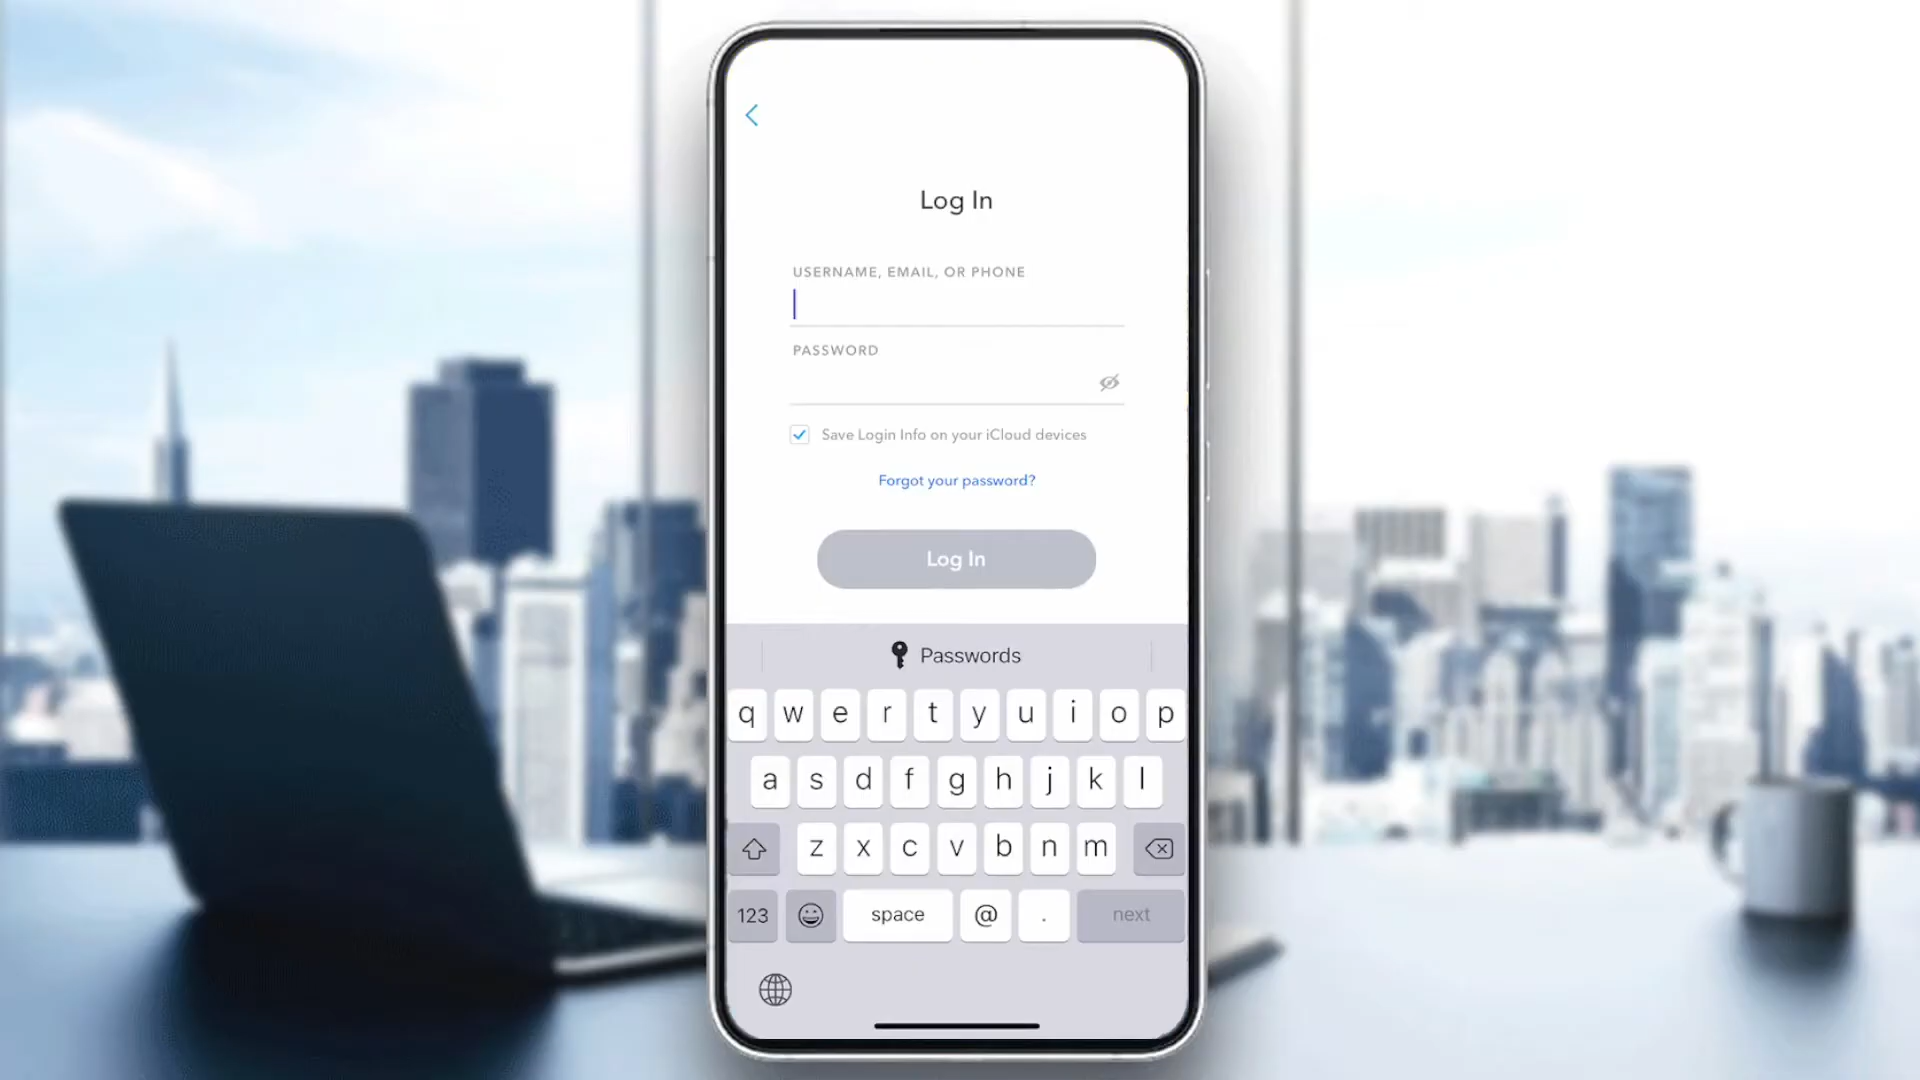 Log In
USERNAME, EMAIL, OR PHONE
PASSWORD
Save Login Info on your iCloud devices
Forgot your password?
Log In
Passwords
q w e r t y u i o p
a s d f g h j k l
z x c v b n m
123 space @ . next